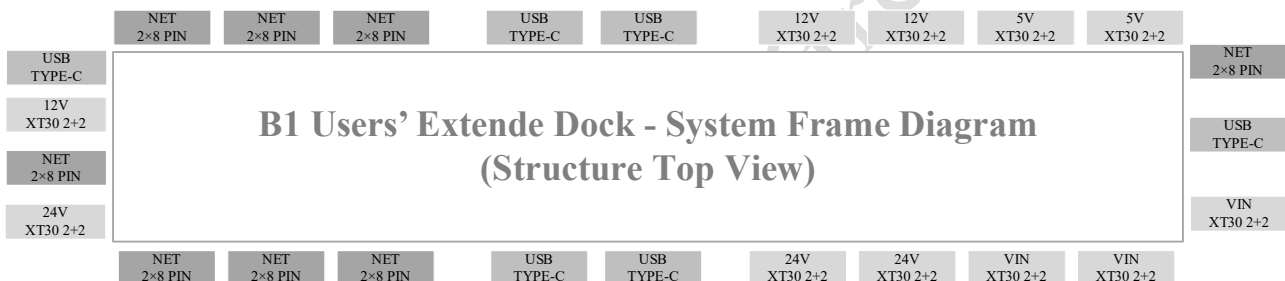 NET
2×8 PIN
NET
2×8 PIN
NET
2×8 PIN
USB
TYPE-C
USB
TYPE-C
12V
XT30 2+2
12V
XT30 2+2
5V
XT30 2+2
5V
XT30 2+2
USB
TYPE-C
12V
XT30 2+2
NET
2×8 PIN
24V
XT30 2+2
B1 Users’ Extende Dock - System Frame Diagram
(Structure Top View)
NET
2×8 PIN
USB
TYPE-C
VIN
XT30 2+2
NET
2×8 PIN
NET
2×8 PIN
NET
2×8 PIN
USB
TYPE-C
USB
TYPE-C
24V
XT30 2+2
24V
XT30 2+2
VIN
XT30 2+2
VIN
XT30 2+2